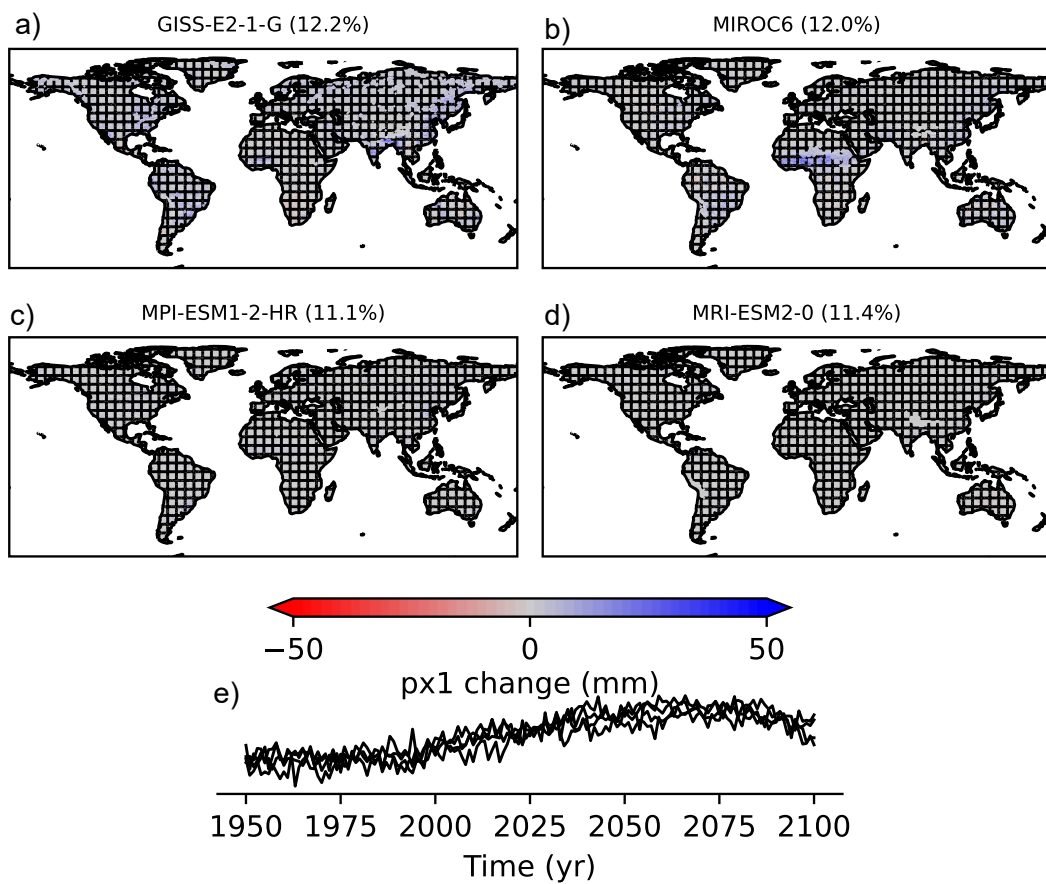 a) GISS-E2-1-G (12.2%)
b) MIROC6 (12.0%)
c) MPI-ESM1-2-HR (11.1%)
d) MRI-ESM2-0 (11.4%)
−50 0 50
px1 change (mm)
e)
1950 1975 2000 2025 2050 2075 2100
Time (yr)